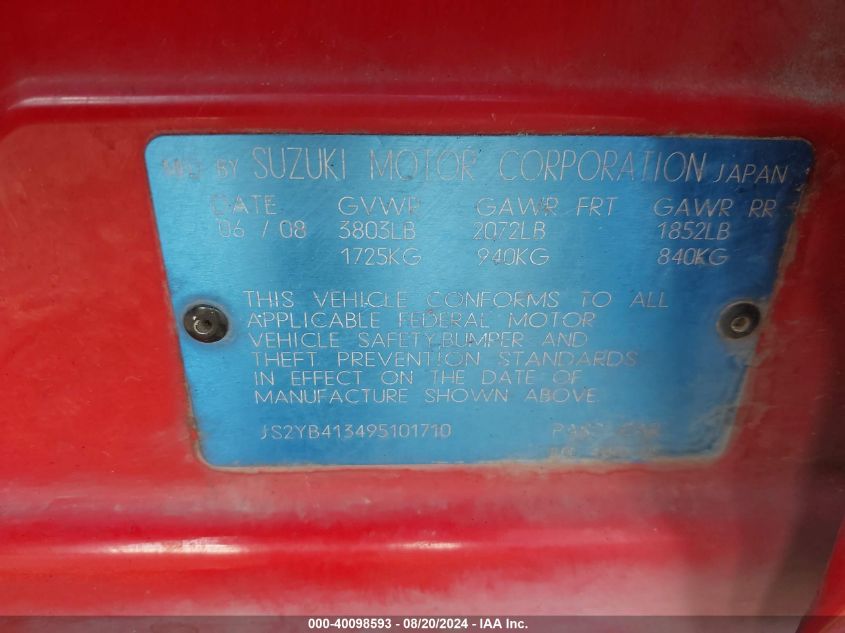 MFD BY SUZUKI MOTOR CORPORATION JAPAN
DATE GVWR GAWR FRT GAWR RR
06 / 08 3803LB 2072LB 1852LB
1725KG 940KG 840KG
THIS VEHICLE CONFORMS TO ALL
APPLICABLE FEDERAL MOTOR
VEHICLE SAFETY,BUMPER AND
THEFT PREVENTION STANDARDS
IN EFFECT ON THE DATE OF
MANUFACTURE SHOWN ABOVE
JS2YB413495101710
000-40098593 - 08/20/2024 - IAA Inc.